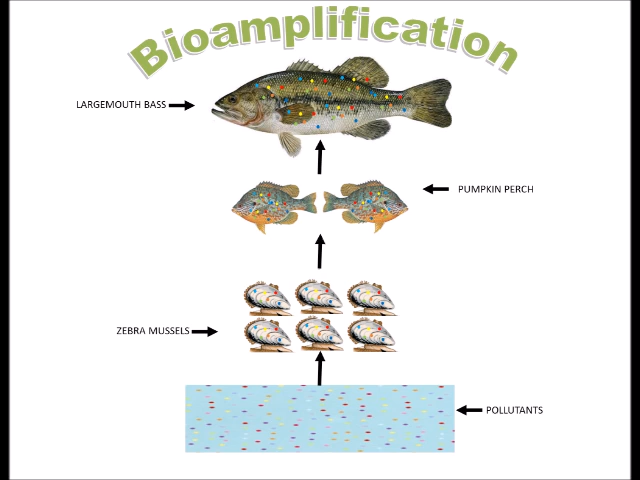 Bioamplification
LARGEMOUTH BASS
PUMPKIN PERCH
ZEBRA MUSSELS
POLLUTANTS